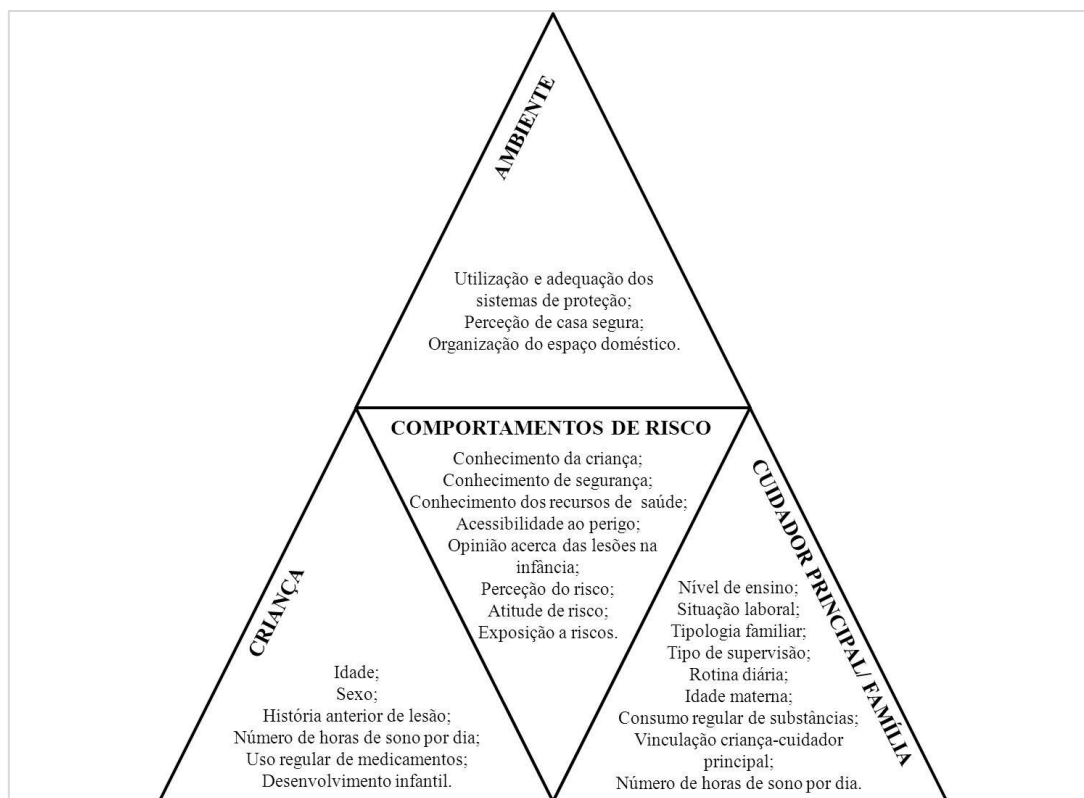 AMBIENTE
Utilização e adequação dos
sistemas de proteção;
Perceção de casa segura;
Organização do espaço doméstico.
COMPORTAMENTOS DE RISCO
Conhecimento da criança;
Conhecimento de segurança;
Conhecimento dos recursos de saúde;
Acessibilidade ao perigo;
Opinião acerca das lesões na
infância;
Perceção do risco;
Atitude de risco;
Exposição a riscos.
CRIANÇA
Idade;
Sexo;
História anterior de lesão;
Número de horas de sono por dia;
Uso regular de medicamentos;
Desenvolvimento infantil.
CUIDADOR PRINCIPAL/ FAMÍLIA
Nível de ensino;
Situação laboral;
Tipologia familiar;
Tipo de supervisão;
Rotina diária;
Idade materna;
Consumo regular de substâncias;
Vinculação criança-cuidador
principal;
Número de horas de sono por dia.